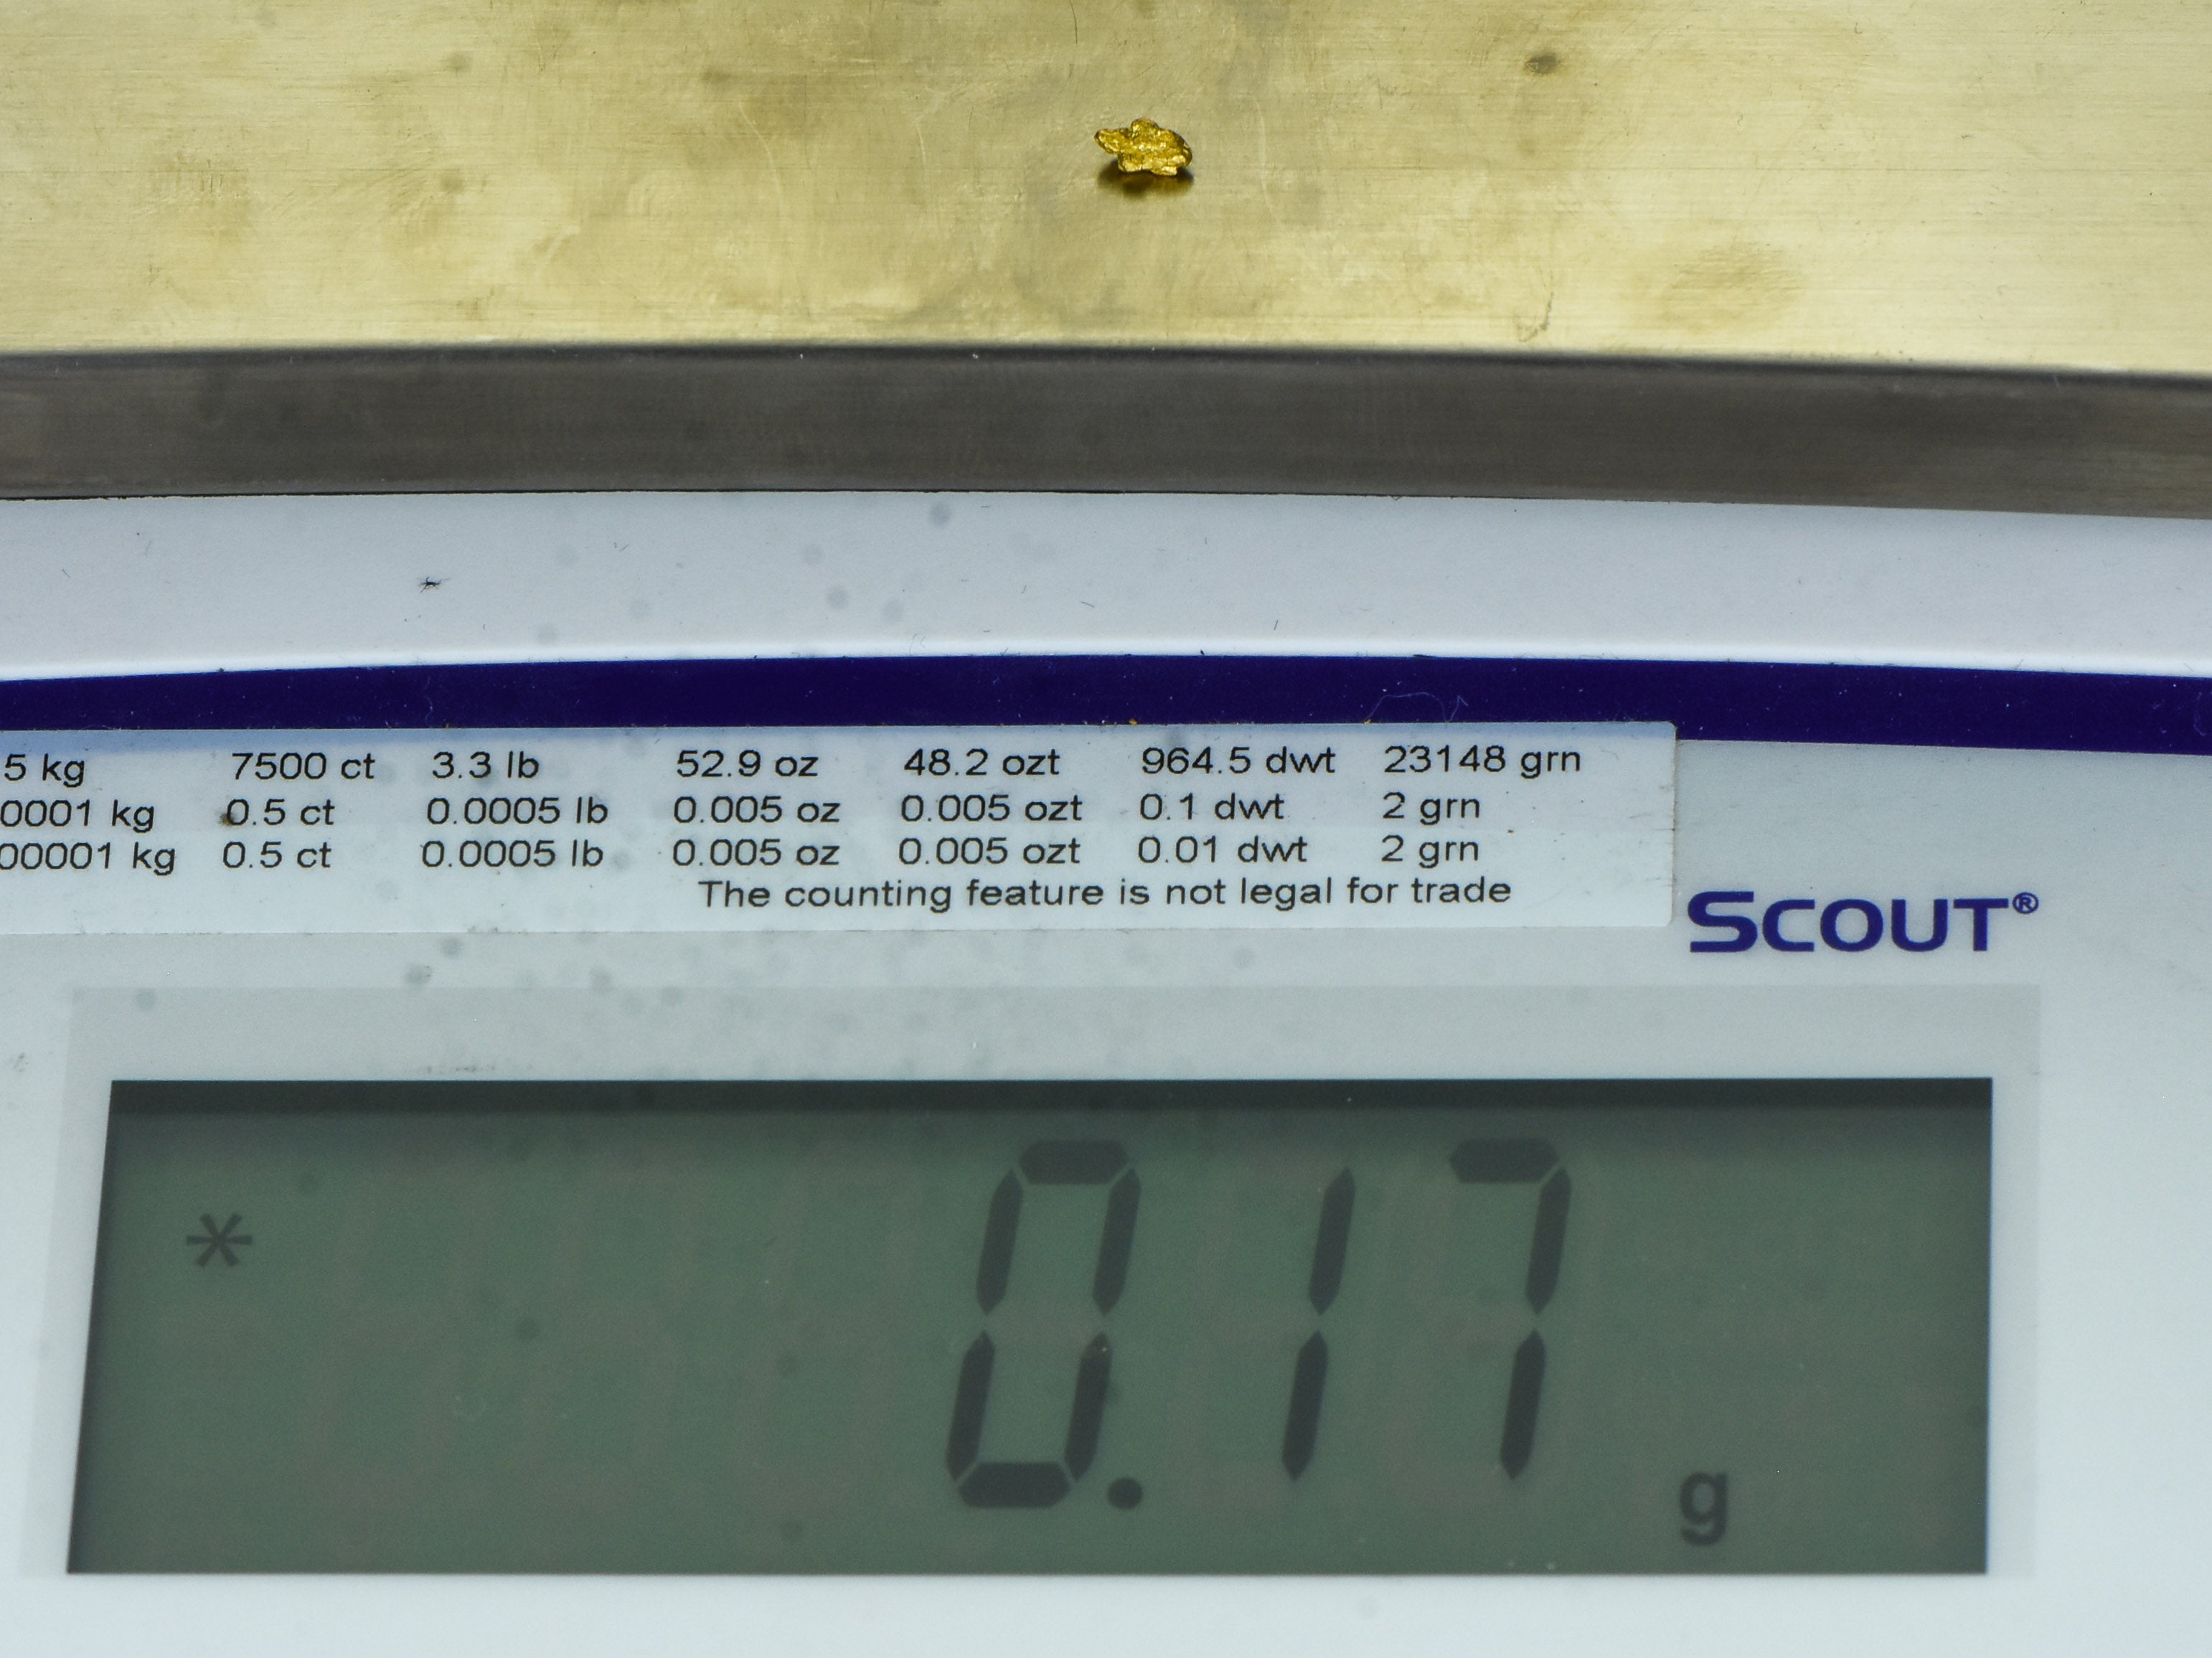 5 kg 7500 ct 3.3 lb 52.9 oz 48.2 ozt 964.5 dwt 23148 grn
0001 kg 0.5 ct 0.0005 lb 0.005 oz 0.005 ozt 0.1 dwt 2 grn
00001 kg 0.5 ct 0.0005 lb 0.005 oz 0.005 ozt 0.01 dwt 2 grn
The counting feature is not legal for trade
SCOUT®
* 0.17 g